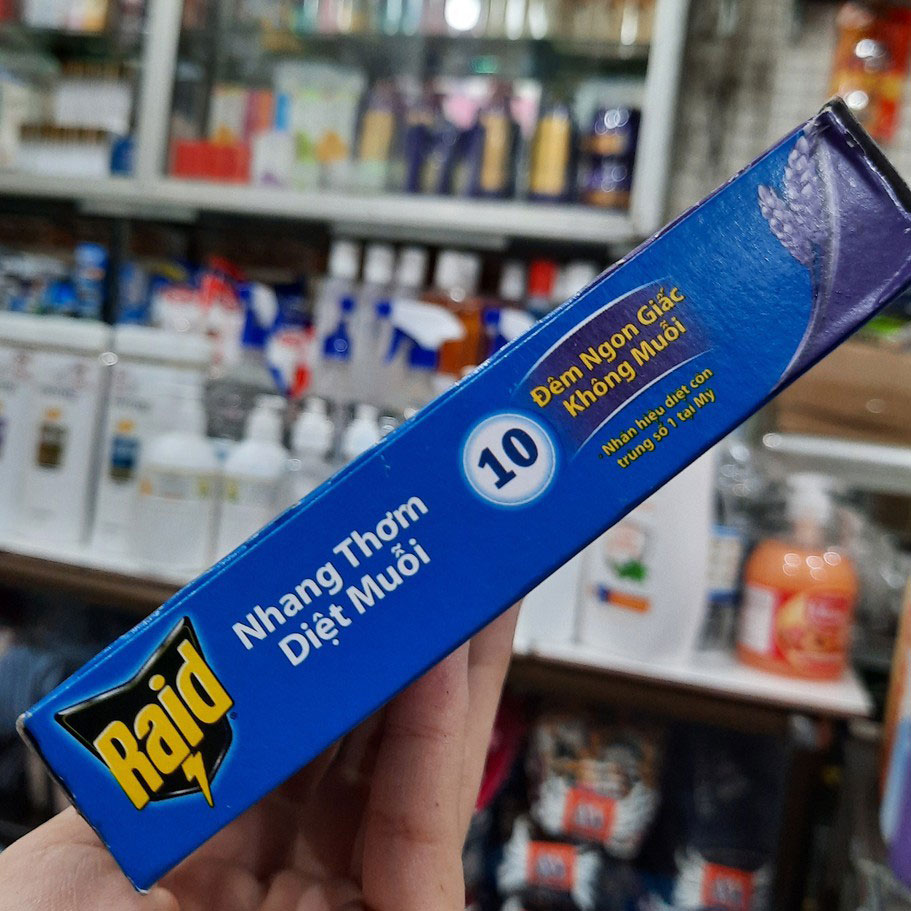 Raid
Nhang Thơm
Diệt Muỗi
10
Đêm Ngon Giấc
Không Muỗi
Nhãn hiệu diệt côn
trung số 1 tại Mỹ